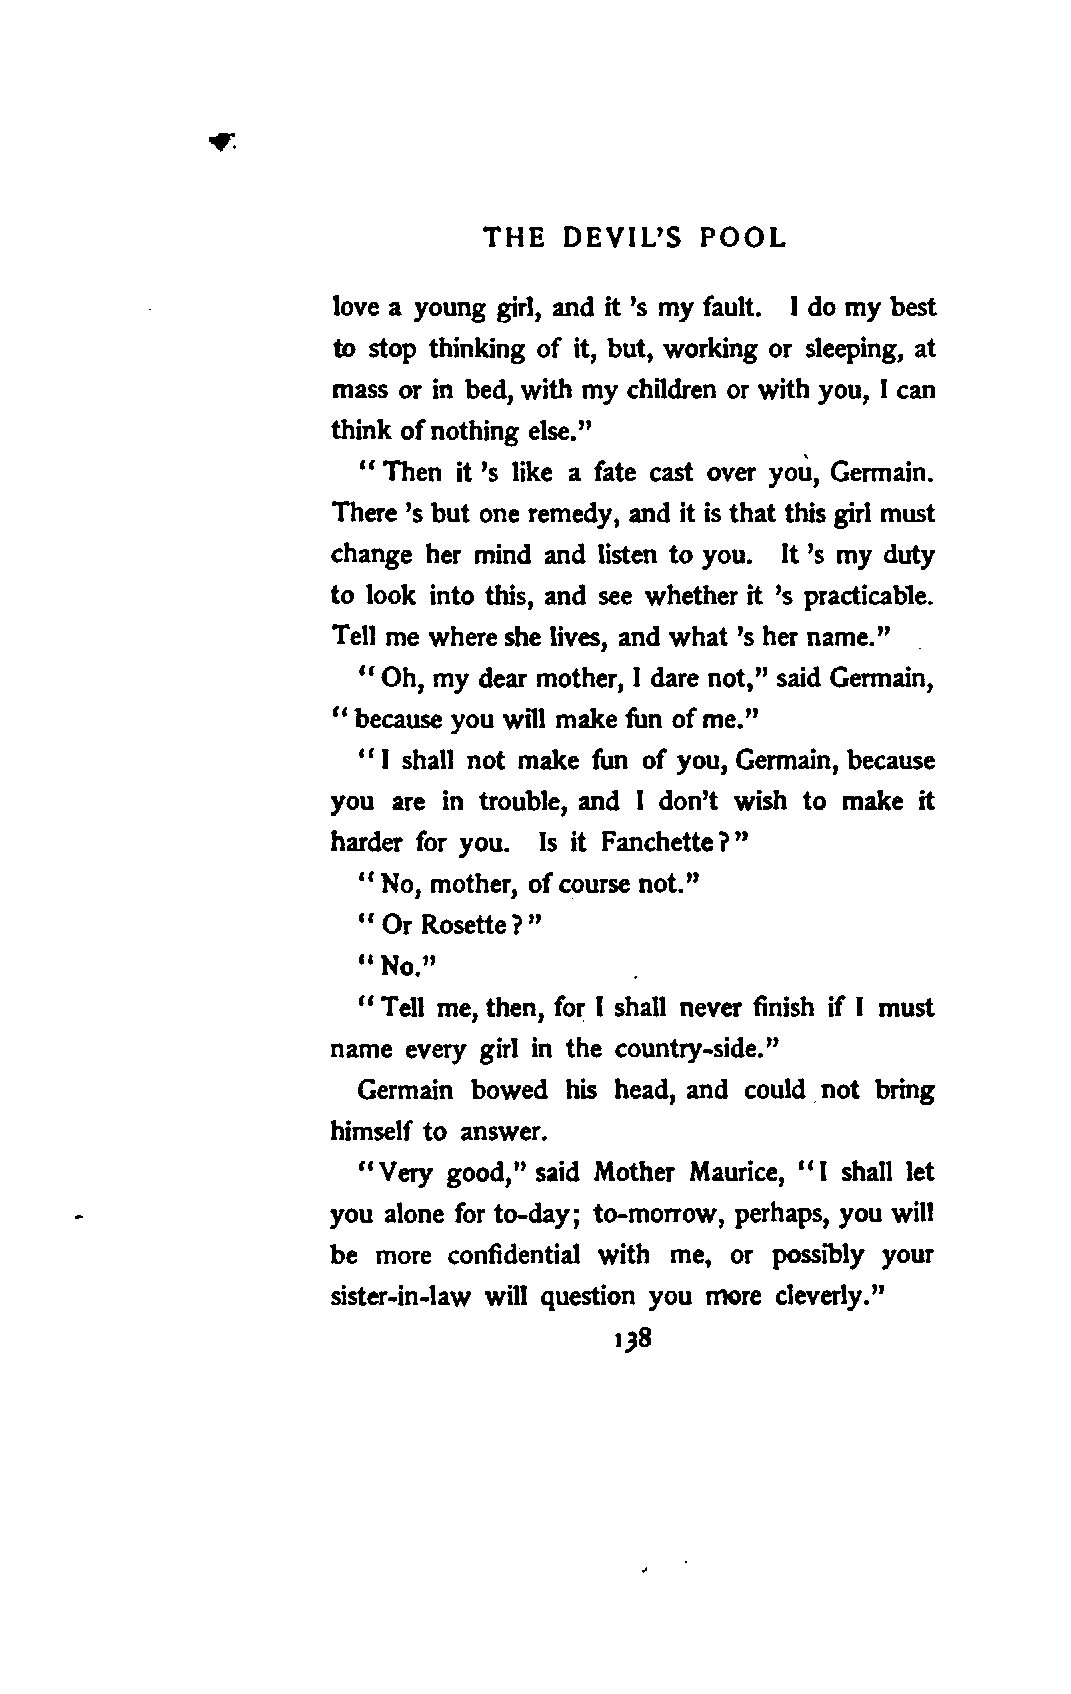 THE DEVIL'S POOL
love a young girl, and it 's my fault. I do my best
to stop thinking of it, but, working or sleeping, at
mass or in bed, with my children or with you, I can
think of nothing else."
"Then it 's like a fate cast over you, Germain.
There 's but one remedy, and it is that this girl must
change her mind and listen to you. It 's my duty
to look into this, and see whether it 's practicable.
Tell me where she lives, and what 's her name."
"Oh, my dear mother, I dare not," said Germain,
"because you will make fun of me."
"I shall not make fun of you, Germain, because
you are in trouble, and I don't wish to make it
harder for you. Is it Fanchette?"
"No, mother, of course not."
"Or Rosette?"
"No."
"Tell me, then, for I shall never finish if I must
name every girl in the country-side."
Germain bowed his head, and could not bring
himself to answer.
"Very good," said Mother Maurice, "I shall let
you alone for to-day; to-morrow, perhaps, you will
be more confidential with me, or possibly your
sister-in-law will question you more cleverly."
138